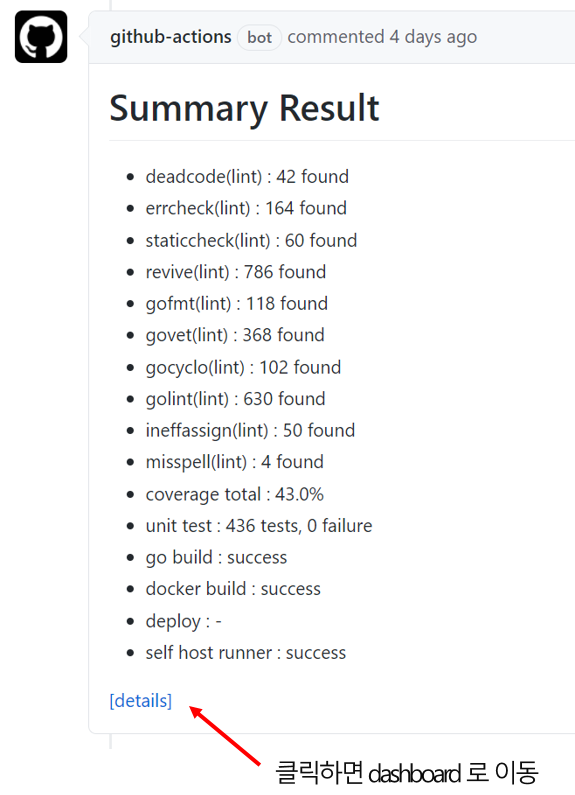 github-actions bot commented 4 days ago
Summary Result
deadcode(lint) : 42 found
errcheck(lint) : 164 found
staticcheck(lint) : 60 found
revive(lint) : 786 found
gofmt(lint) : 118 found
govet(lint) : 368 found
gocyclo(lint) : 102 found
golint(lint) : 630 found
ineffassign(lint) : 50 found
misspell(lint) : 4 found
coverage total : 43.0%
unit test : 436 tests, 0 failure
go build : success
docker build : success
deploy : -
self host runner : success
[details]
클릭하면 dashboard 로 이동